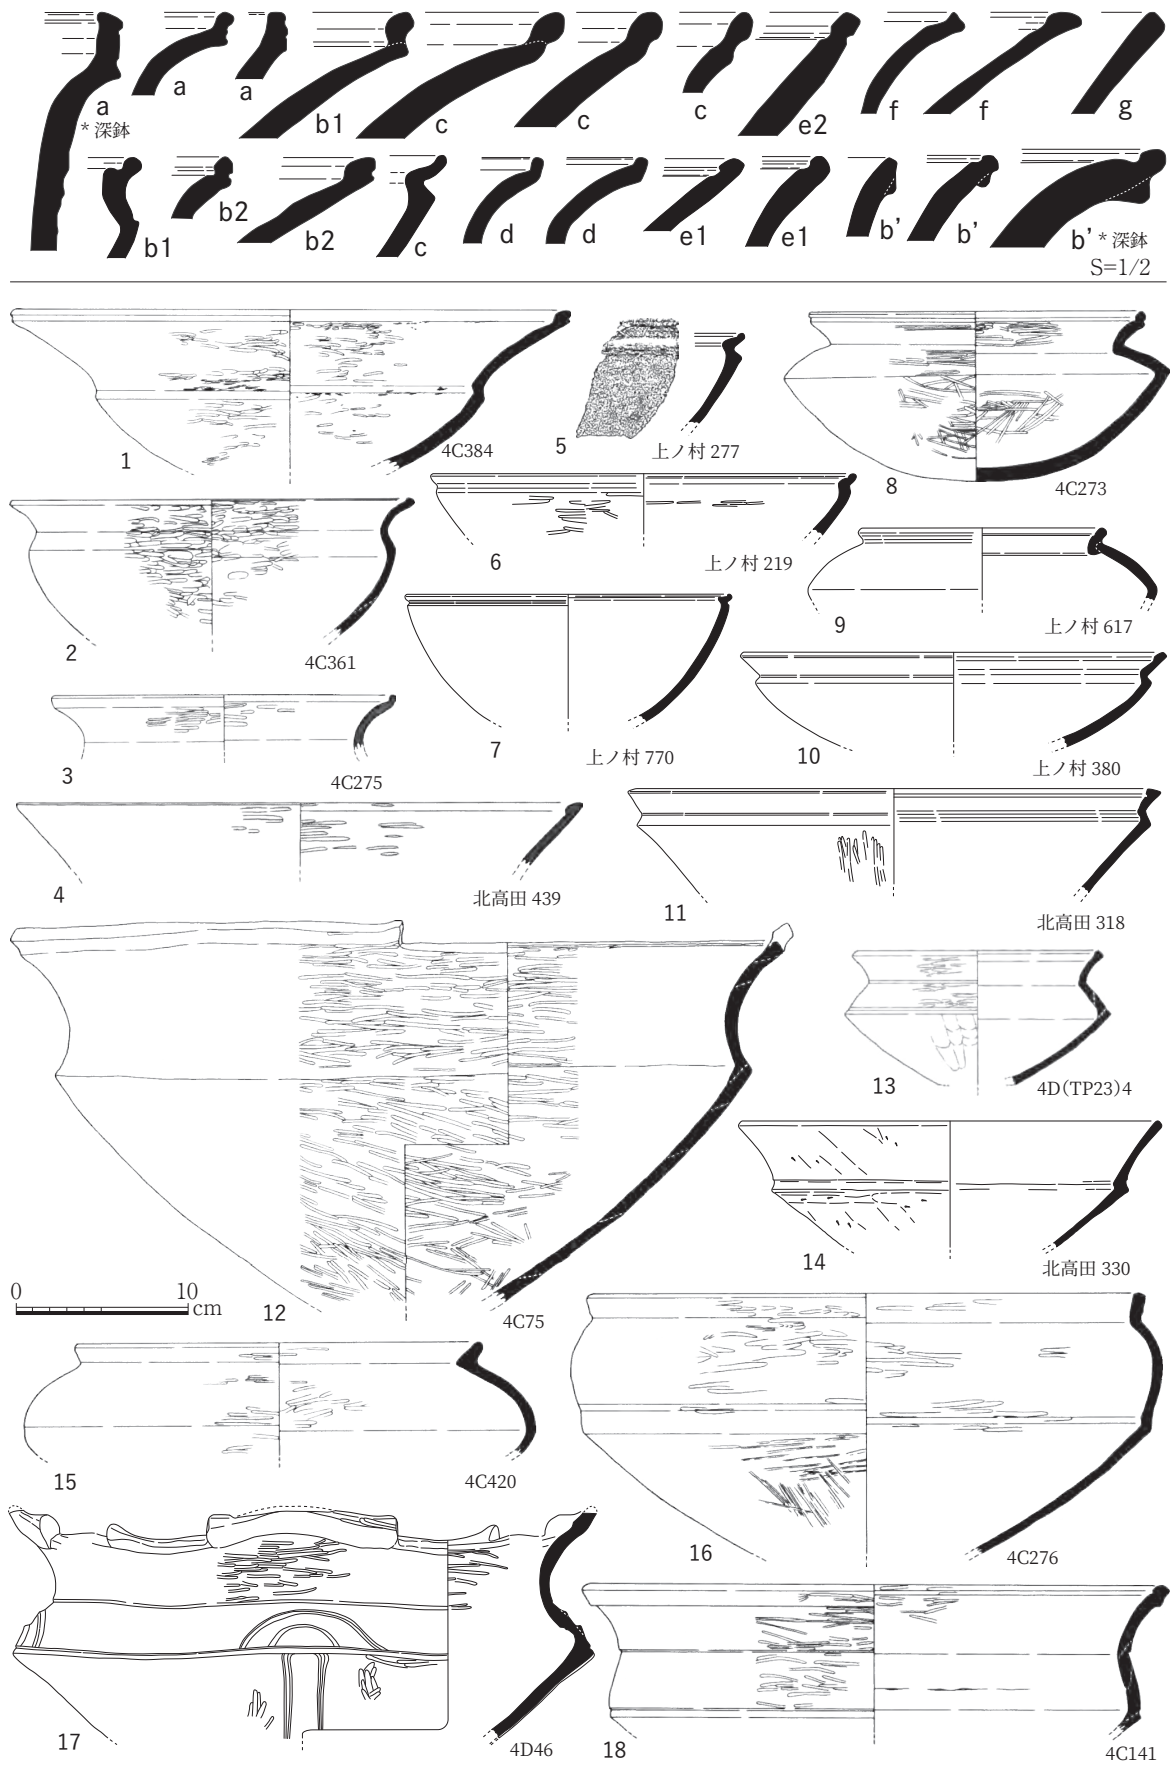 a
* 深鉢
a
a
b1
c
c
c
e2
f
f
g
b1
b2
b2
c
d
d
e1
e1
b'
b'
b' * 深鉢
S=1/2
1
4C384
5
上ノ村 277
8
4C273
2
4C361
6
上ノ村 219
9
上ノ村 617
3
4C275
7
上ノ村 770
10
上ノ村 380
4
北高田 439
11
北高田 318
12
4C75
13
4D(TP23)4
14
北高田 330
0 10 cm
15
4C420
16
4C276
17
4D46
18
4C141